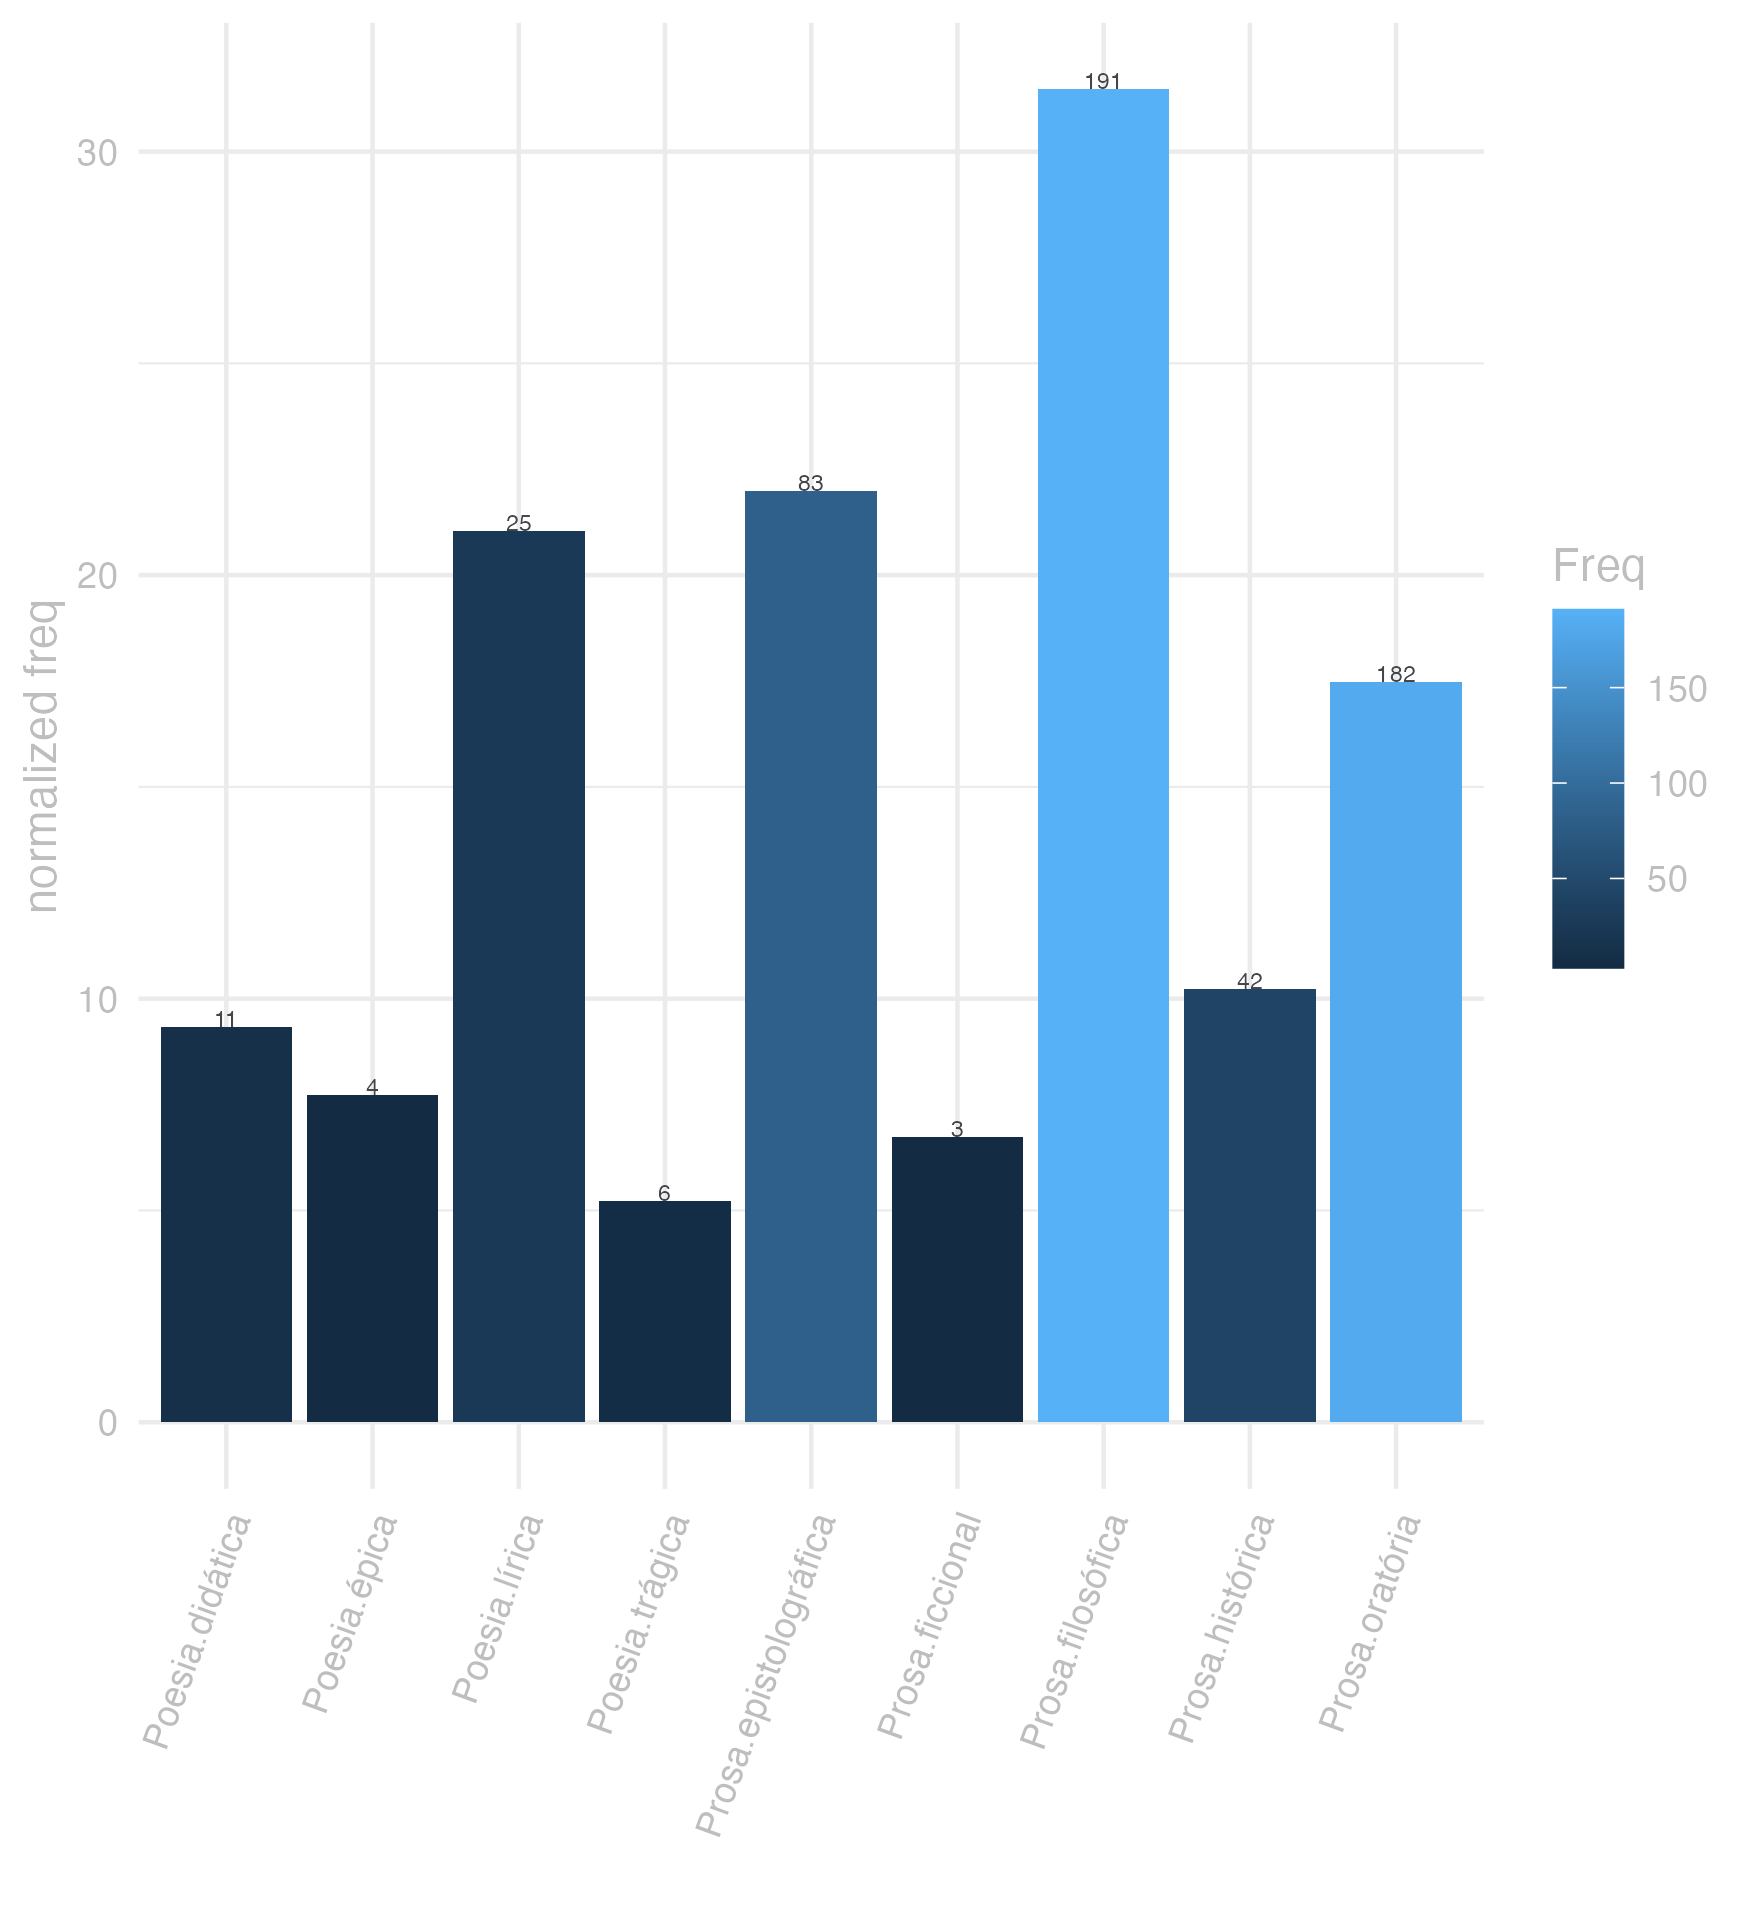 191
30
83
25
20
182
42
10
11
4
3
6
0
normalized freq
Freq
150
100
50
Poesia.didática
Poesia.épica
Poesia.lírica
Poesia.trágica
Prosa.epistolográfica
Prosa.ficcional
Prosa.filosófica
Prosa.histórica
Prosa.oratória